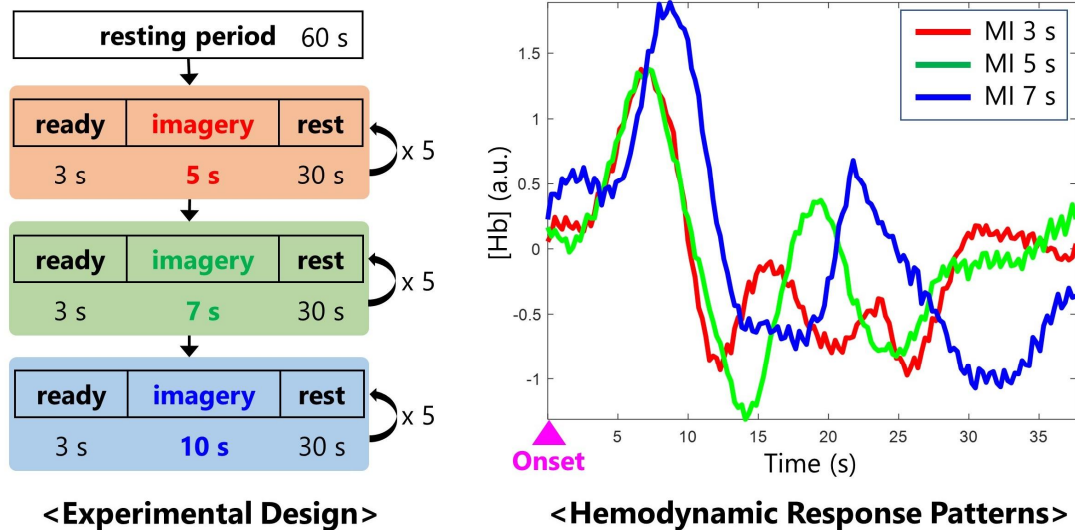 resting period 60 s
ready imagery rest
3 s 5 s 30 s
x 5
ready imagery rest
3 s 7 s 30 s
x 5
ready imagery rest
3 s 10 s 30 s
x 5
<Experimental Design>
MI 3 s
MI 5 s
MI 7 s
[Hb] (a.u.)
1.5
1
0.5
0
-0.5
-1
5 10 15 20 25 30 35
Onset
Time (s)
<Hemodynamic Response Patterns>